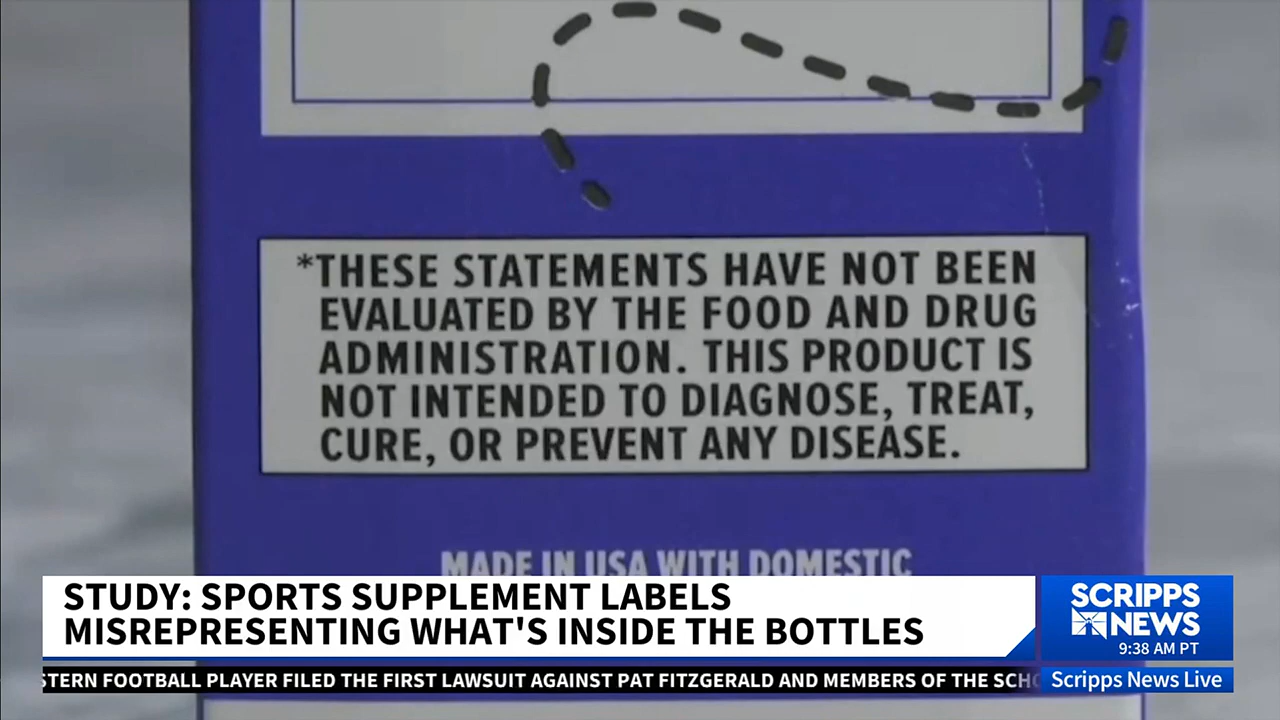 *THESE STATEMENTS HAVE NOT BEEN
EVALUATED BY THE FOOD AND DRUG
ADMINISTRATION. THIS PRODUCT IS
NOT INTENDED TO DIAGNOSE, TREAT,
CURE, OR PREVENT ANY DISEASE.
MADE IN USA WITH DOMESTIC
STUDY: SPORTS SUPPLEMENT LABELS
MISREPRESENTING WHAT'S INSIDE THE BOTTLES
SCRIPPS
NEWS
9:38 AM PT
FOOTBALL PLAYER FILED THE FIRST LAWSUIT AGAINST PAT FITZGERALD AND MEMBERS OF THE
Scripps News Live